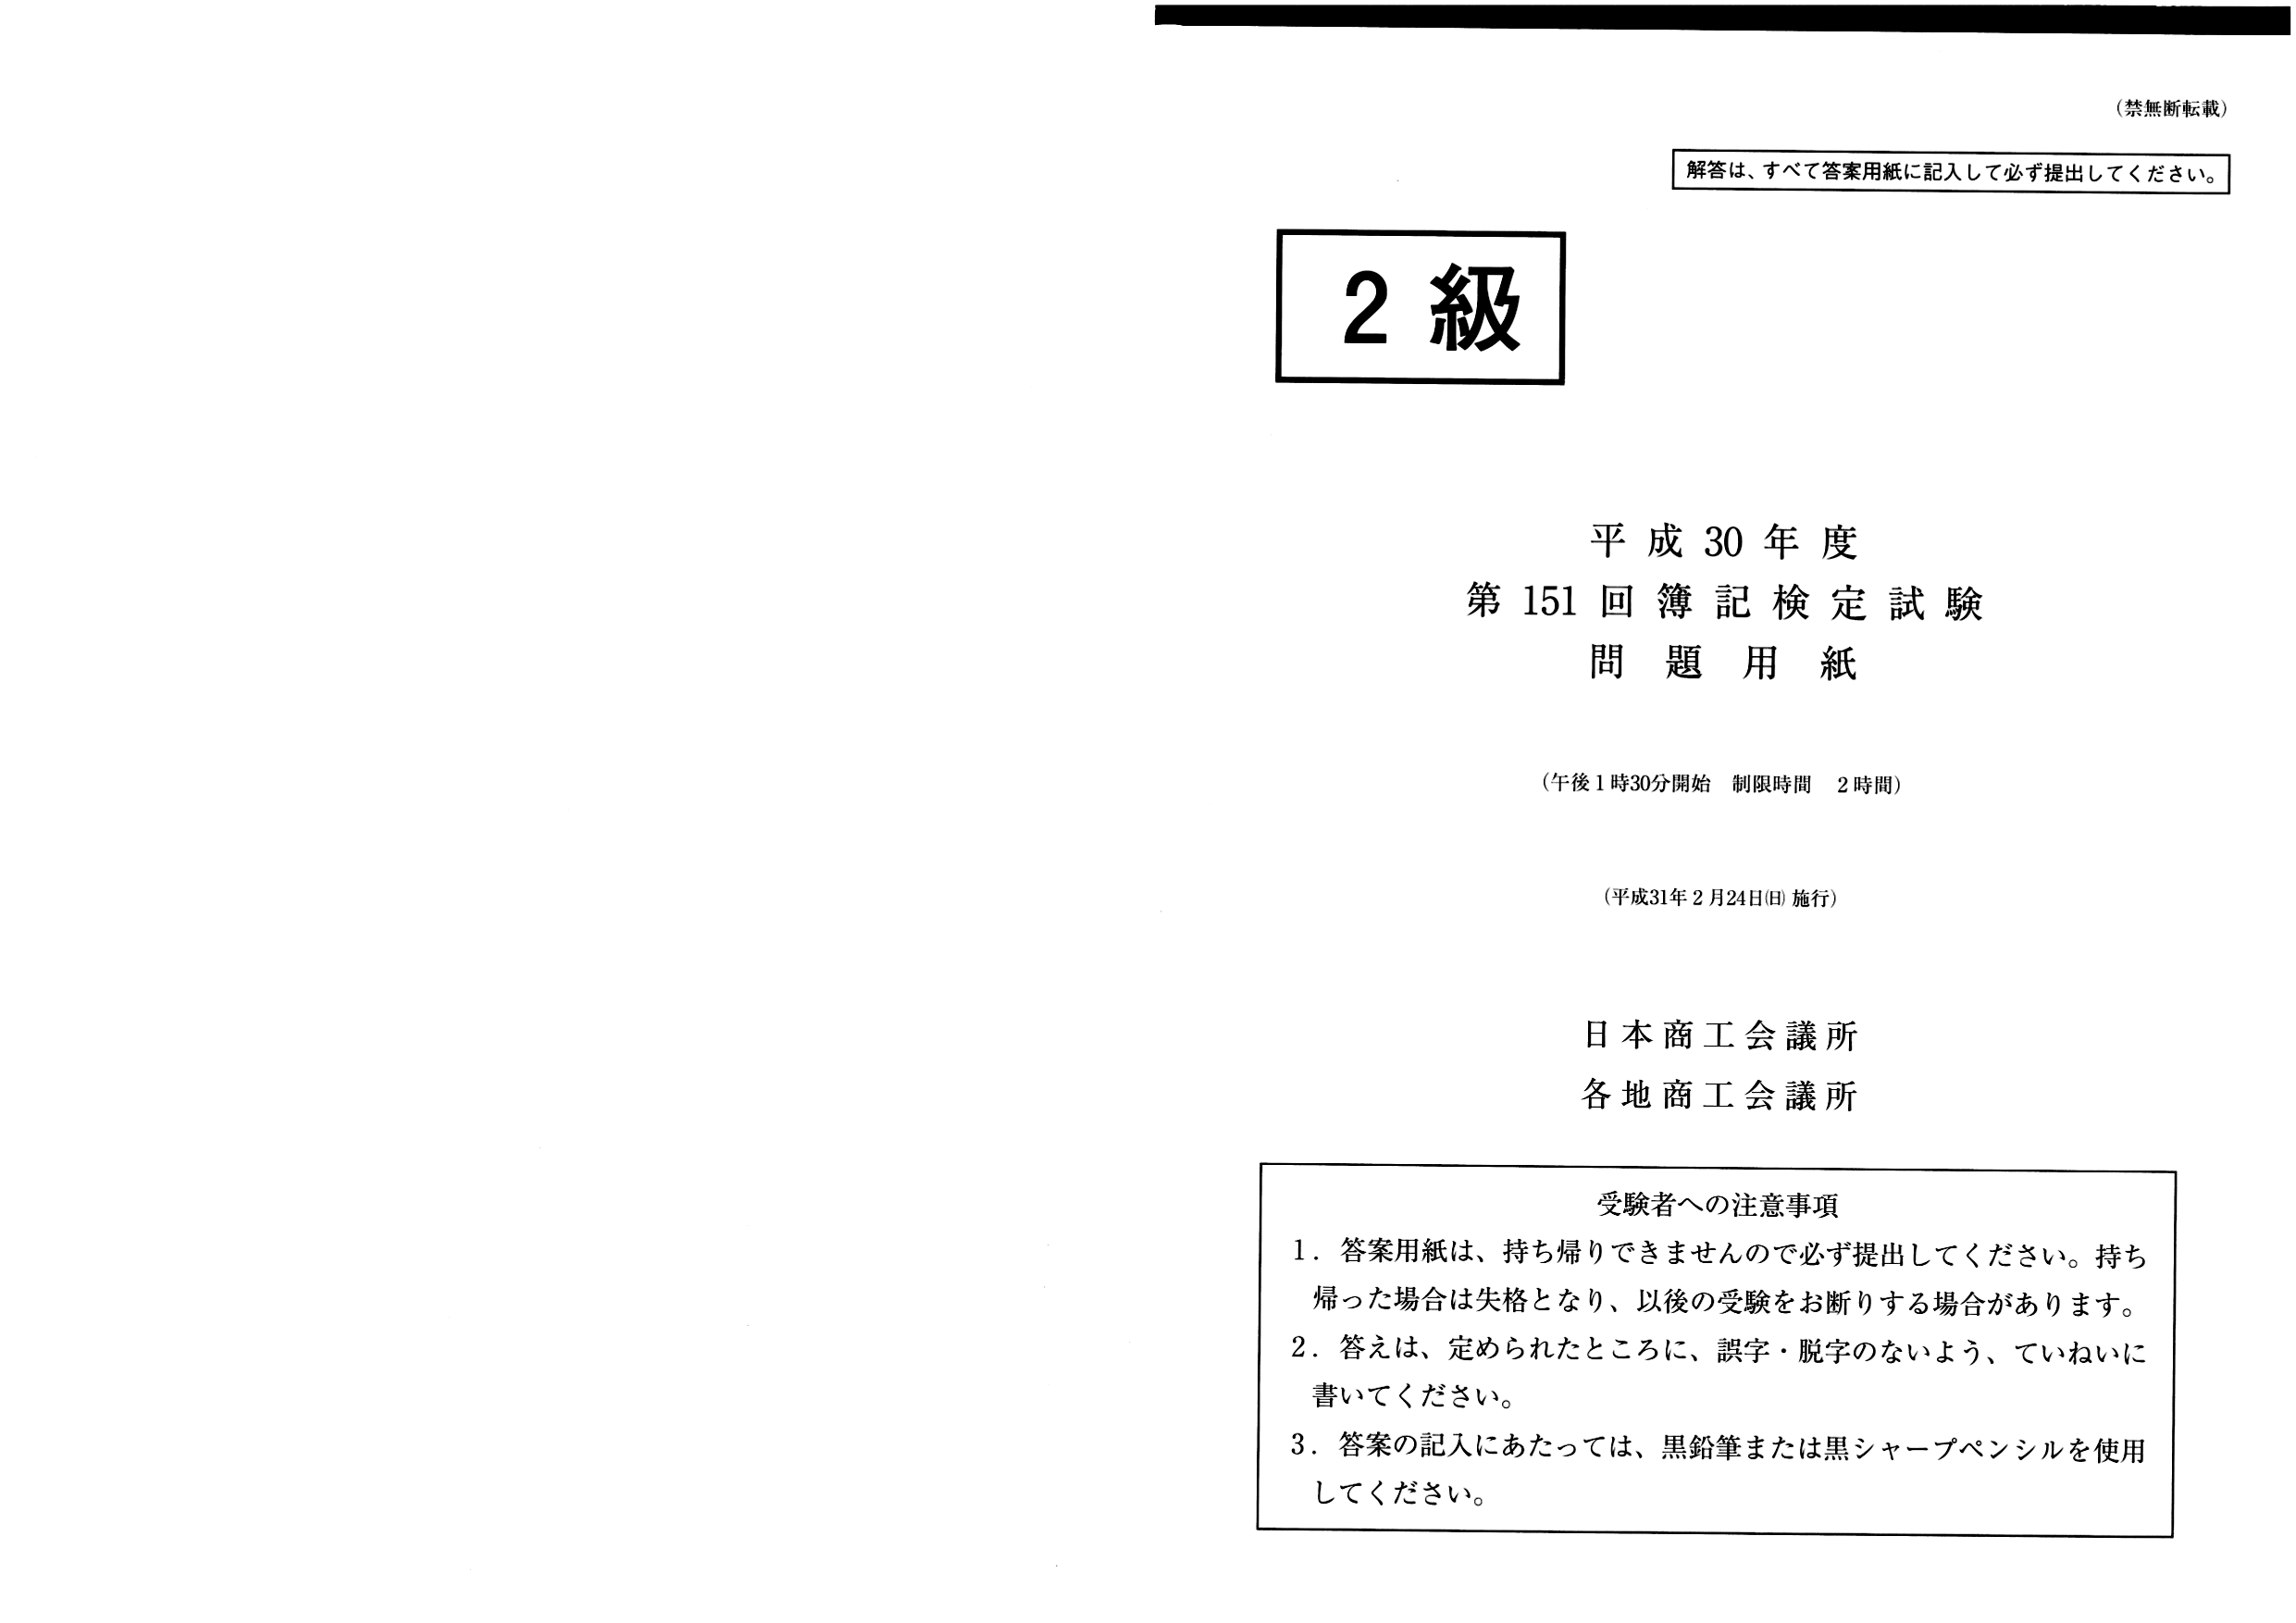 (禁無断転載)
解答は、すべて答案用紙に記入して必ず提出してください。
2 級
平 成 30 年 度
第 151 回 簿 記 検 定 試 験
問 題 用 紙
(午後1時30分開始　制限時間　2時間)
(平成31年2月24日(日) 施行)
日 本 商 工 会 議 所
各 地 商 工 会 議 所
受験者への注意事項
1．答案用紙は、持ち帰りできませんので必ず提出してください。持ち
帰った場合は失格となり、以後の受験をお断りする場合があります。
2．答えは、定められたところに、誤字・脱字のないよう、ていねいに
書いてください。
3．答案の記入にあたっては、黒鉛筆または黒シャープペンシルを使用
してください。